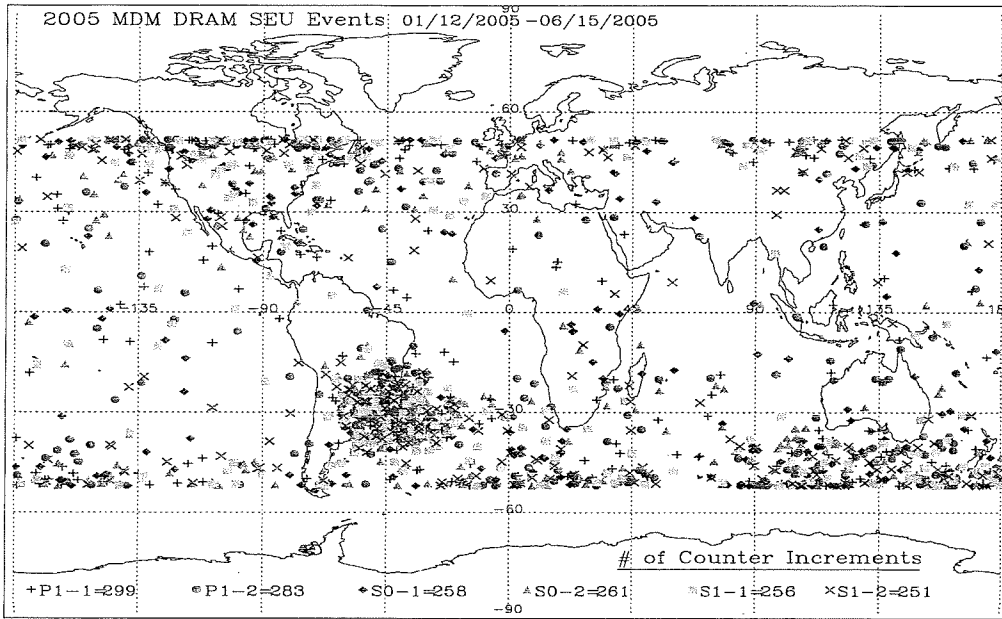 90
2005 MDM DRAM SEU Events 01/12/2005-06/15/2005
60
30
-135 -90 -45 0 45 90 135 18
-30
-60
# of Counter Increments
P1-1=299 P1-2=283 S0-1=258 S0-2=261 S1-1=256 S1-2=251
-90